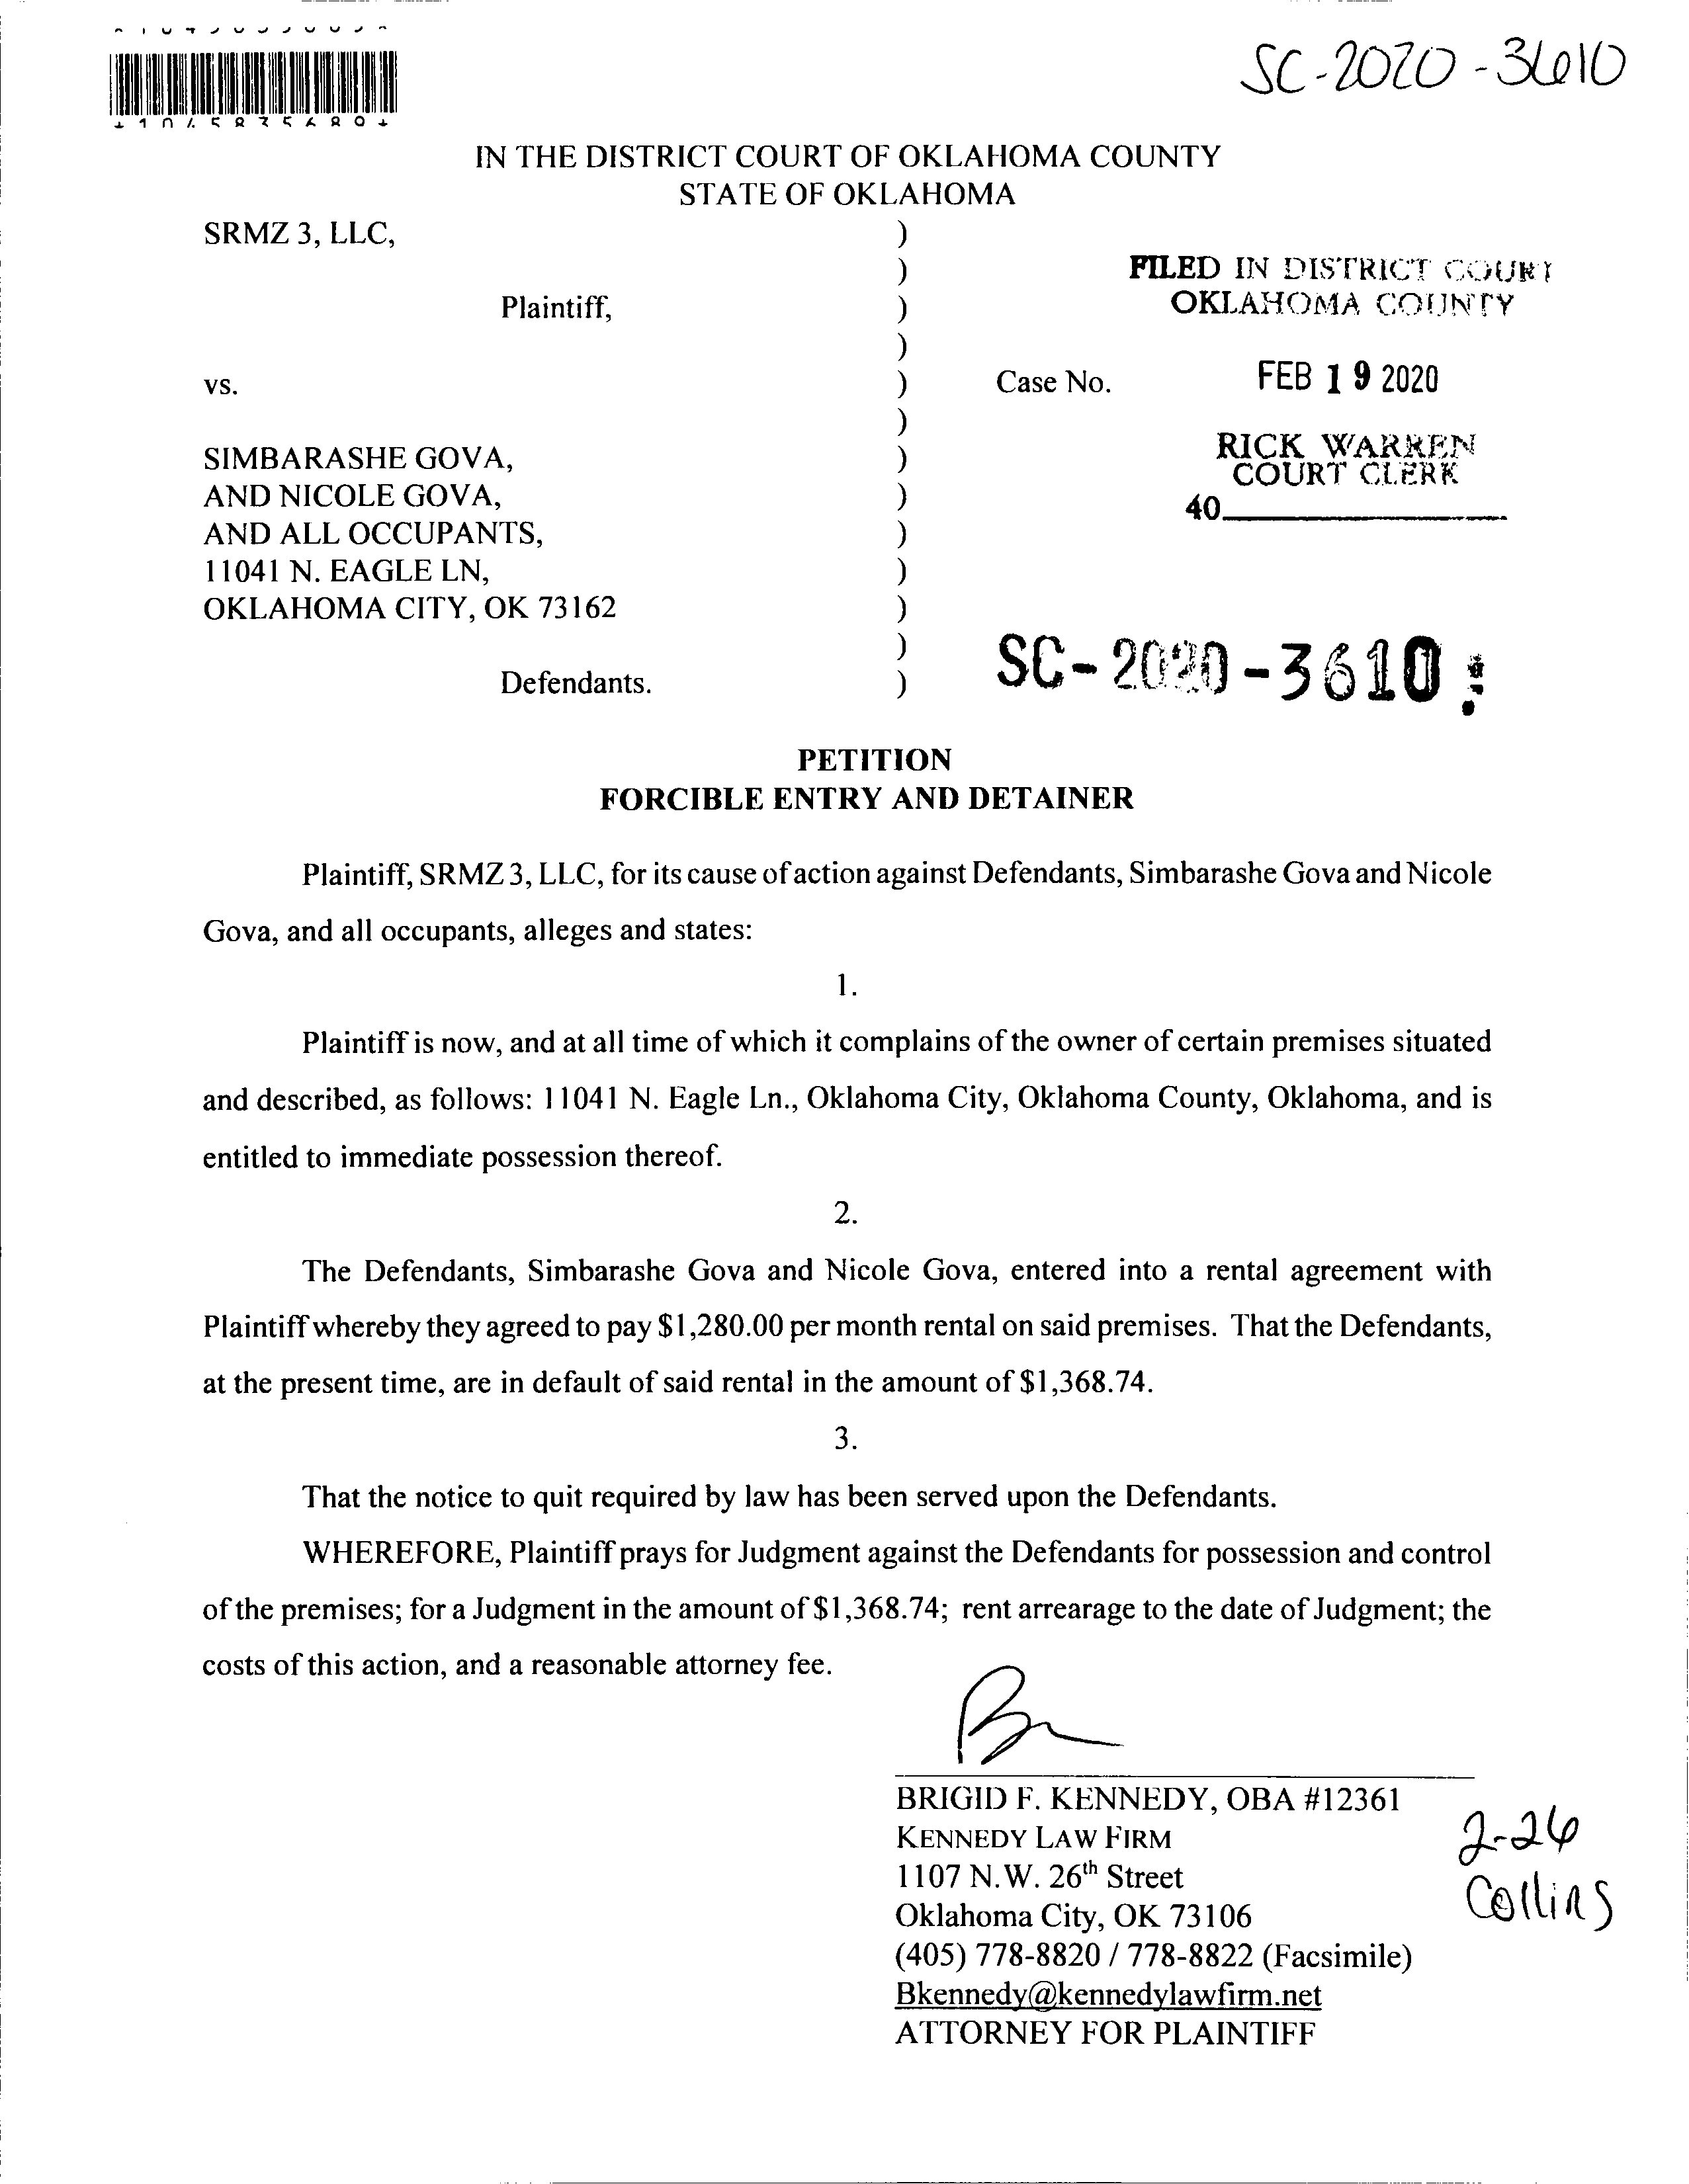 SC-2020-3610
IN THE DISTRICT COURT OF OKLAHOMA COUNTY
STATE OF OKLAHOMA
SRMZ 3, LLC, )
)
Plaintiff, )
)
vs. ) Case No.
)
SIMBARASHE GOVA, )
AND NICOLE GOVA, )
AND ALL OCCUPANTS, )
11041 N. EAGLE LN, )
OKLAHOMA CITY, OK 73162 )
)
Defendants. )
FILED IN DISTRICT COURT
OKLAHOMA COUNTY
FEB 19 2020
RICK WARREN
COURT CLERK
40
SC-2020-3610
PETITION
FORCIBLE ENTRY AND DETAINER
Plaintiff, SRMZ 3, LLC, for its cause of action against Defendants, Simbarashe Gova and Nicole
Gova, and all occupants, alleges and states:
1.
Plaintiff is now, and at all time of which it complains of the owner of certain premises situated
and described, as follows: 11041 N. Eagle Ln., Oklahoma City, Oklahoma County, Oklahoma, and is
entitled to immediate possession thereof.
2.
The Defendants, Simbarashe Gova and Nicole Gova, entered into a rental agreement with
Plaintiff whereby they agreed to pay $1,280.00 per month rental on said premises. That the Defendants,
at the present time, are in default of said rental in the amount of $1,368.74.
3.
That the notice to quit required by law has been served upon the Defendants.
WHEREFORE, Plaintiff prays for Judgment against the Defendants for possession and control
of the premises; for a Judgment in the amount of $1,368.74; rent arrearage to the date of Judgment; the
costs of this action, and a reasonable attorney fee.
BRIGID F. KENNEDY, OBA #12361
KENNEDY LAW FIRM
1107 N.W. 26th Street
Oklahoma City, OK 73106
(405) 778-8820 / 778-8822 (Facsimile)
Bkennedy@kennedylawfirm.net
ATTORNEY FOR PLAINTIFF
2-26
Collins